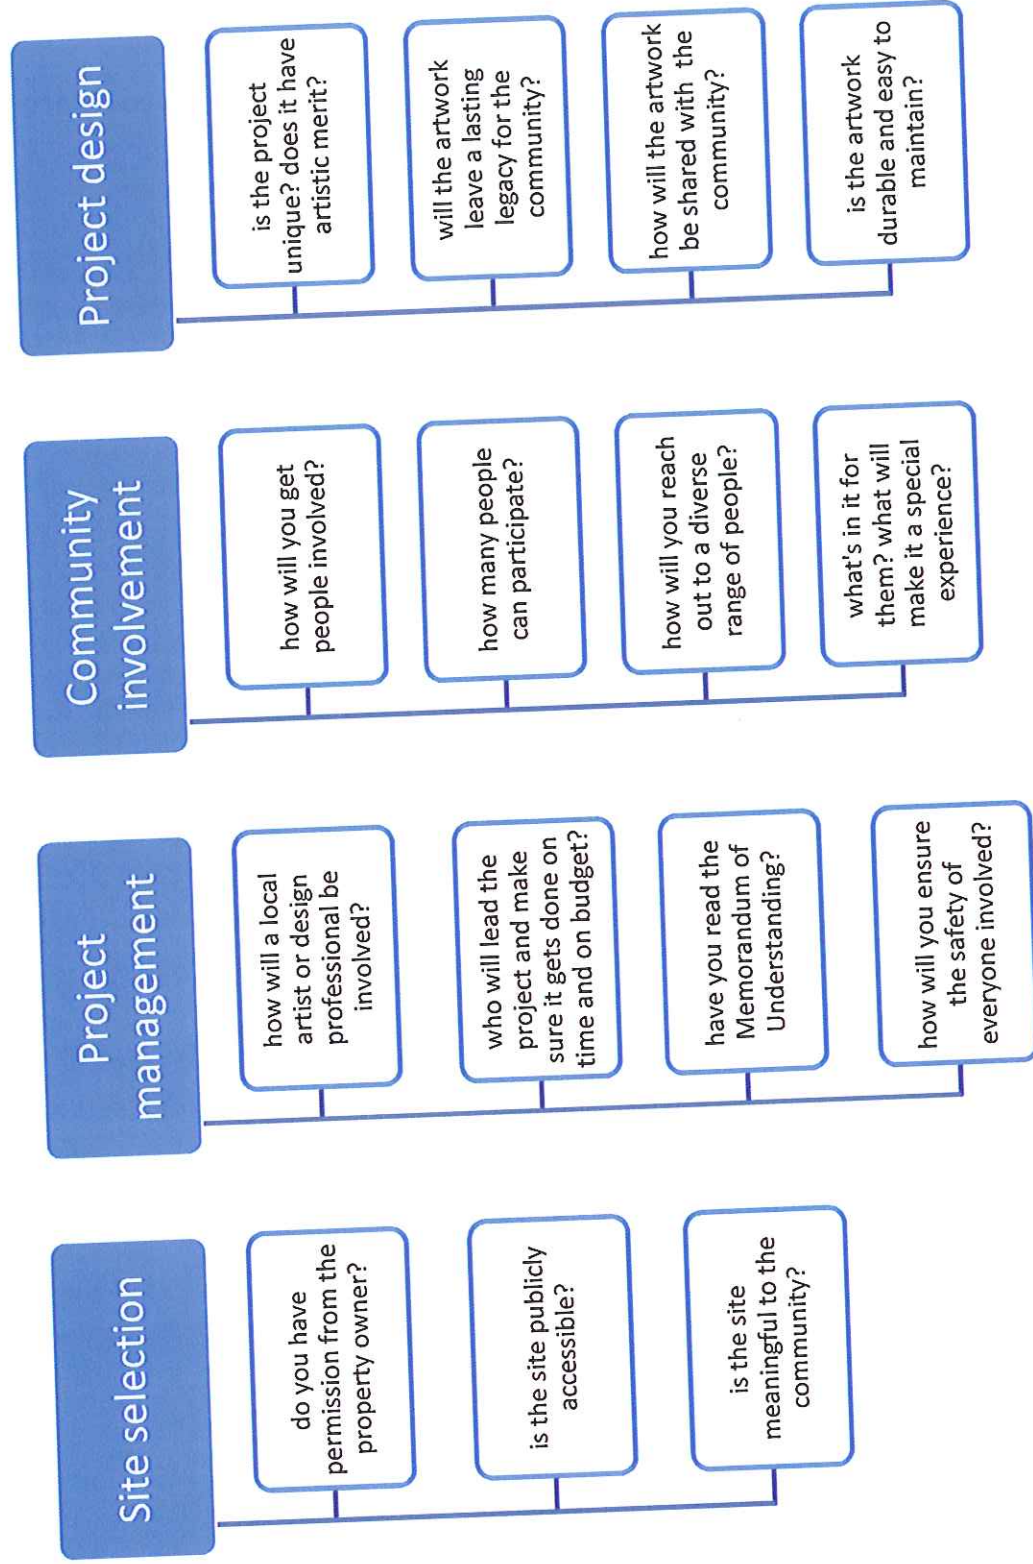 Site selection
do you have
permission from the
property owner?
is the site publicly
accessible?
is the site
meaningful to the
community?
Project
management
how will a local
artist or design
professional be
involved?
who will lead the
project and make
sure it gets done on
time and on budget?
have you read the
Memorandum of
Understanding?
how will you ensure
the safety of
everyone involved?
Community
involvement
how will you get
people involved?
how many people
can participate?
how will you reach
out to a diverse
range of people?
what's in it for
them? what will
make it a special
experience?
Project design
is the project
unique? does it have
artistic merit?
will the artwork
leave a lasting
legacy for the
community?
how will the artwork
be shared with the
community?
is the artwork
durable and easy to
maintain?